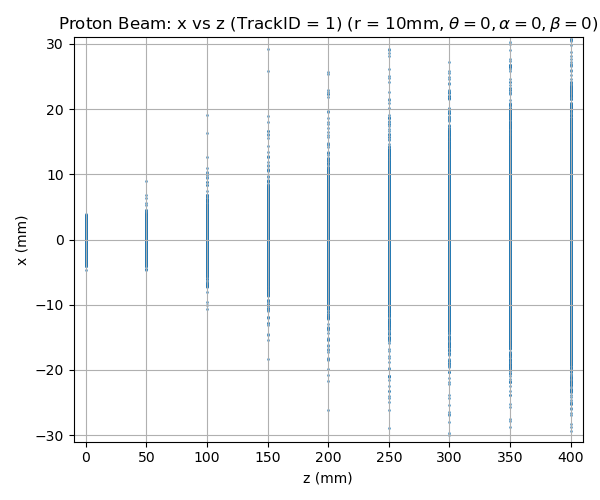 Proton Beam: x vs z (TrackID = 1) (r = 10mm, θ = 0, α = 0, β = 0)
30
20
10
0
−10
−20
−30
x (mm)
0 50 100 150 200 250 300 350 400
z (mm)